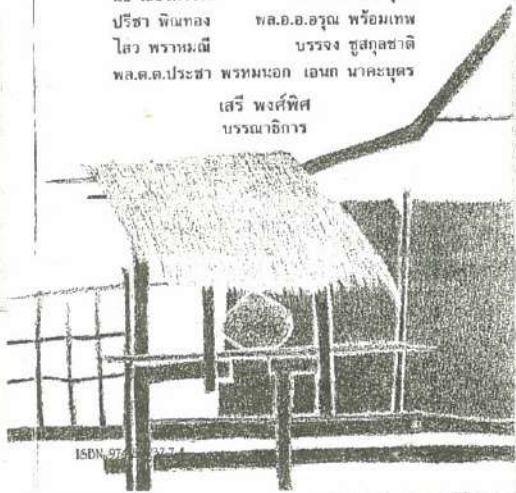 ปรีชา พิณทอง พล.อ.อ.อรุณ พร้อมเทพ
ไสว พราหมณี บรรจง ชูสกุลชาติ
พล.ต.ต.ประชา พรหมนอก เอนก นาคะบุตร
เสรี พงศ์พิศ
บรรณาธิการ
ISBN